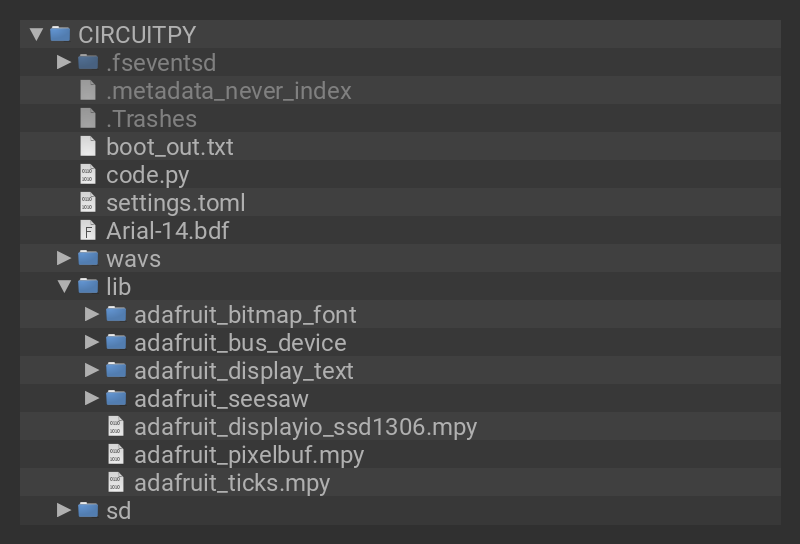 CIRCUITPY
.fseventsd
.metadata_never_index
.Trashes
boot_out.txt
code.py
settings.toml
Arial-14.bdf
wavs
lib
adafruit_bitmap_font
adafruit_bus_device
adafruit_display_text
adafruit_seesaw
adafruit_displayio_ssd1306.mpy
adafruit_pixelbuf.mpy
adafruit_ticks.mpy
sd